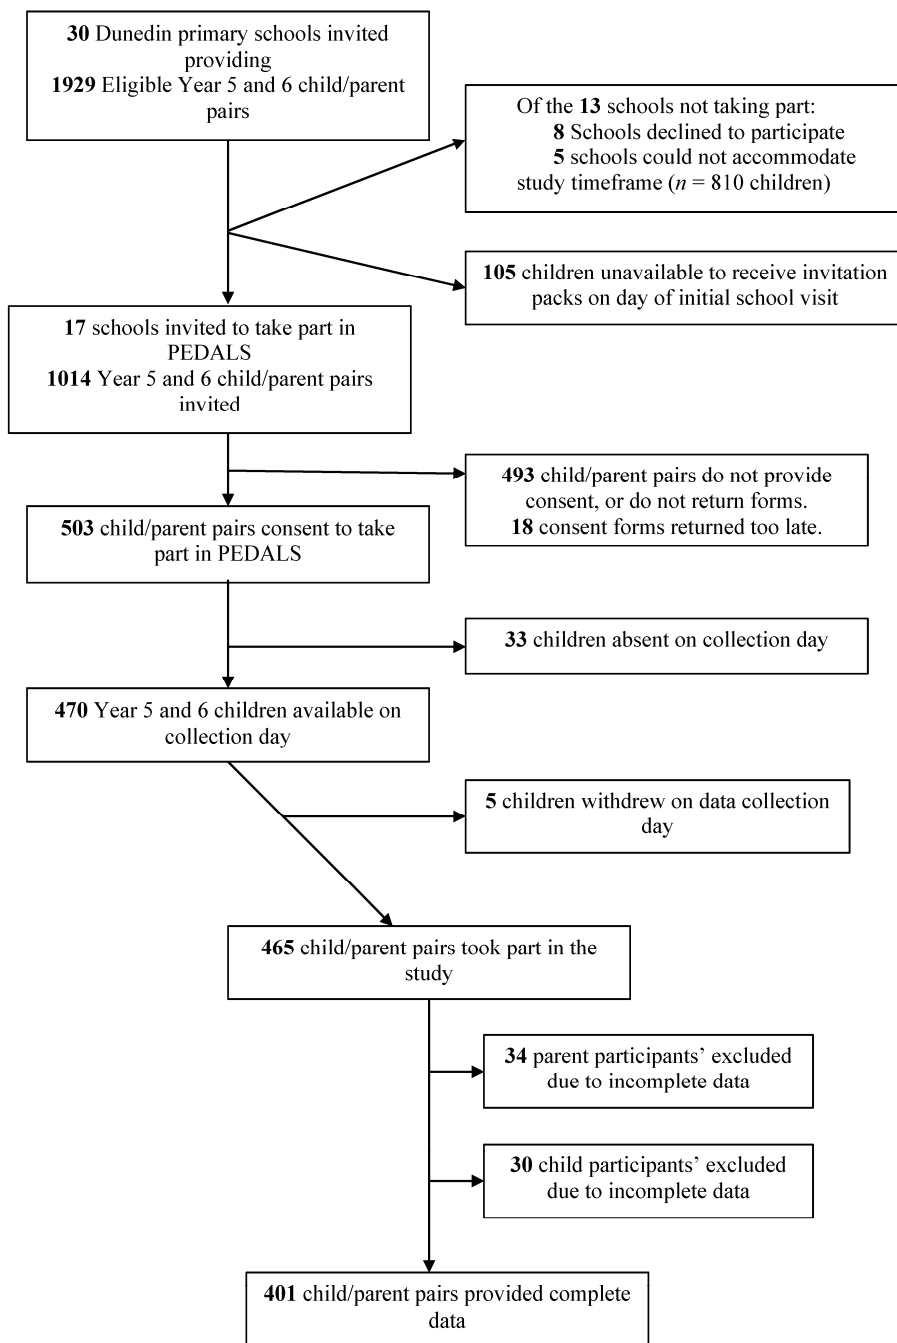 30 Dunedin primary schools invited
providing
1929 Eligible Year 5 and 6 child/parent
pairs
Of the 13 schools not taking part:
8 Schools declined to participate
5 schools could not accommodate
study timeframe (n = 810 children)
105 children unavailable to receive invitation
packs on day of initial school visit
17 schools invited to take part in
PEDALS
1014 Year 5 and 6 child/parent pairs
invited
493 child/parent pairs do not provide
consent, or do not return forms.
18 consent forms returned too late.
503 child/parent pairs consent to take
part in PEDALS
33 children absent on collection day
470 Year 5 and 6 children available on
collection day
5 children withdrew on data collection
day
465 child/parent pairs took part in the
study
34 parent participants’ excluded
due to incomplete data
30 child participants’ excluded
due to incomplete data
401 child/parent pairs provided complete
data